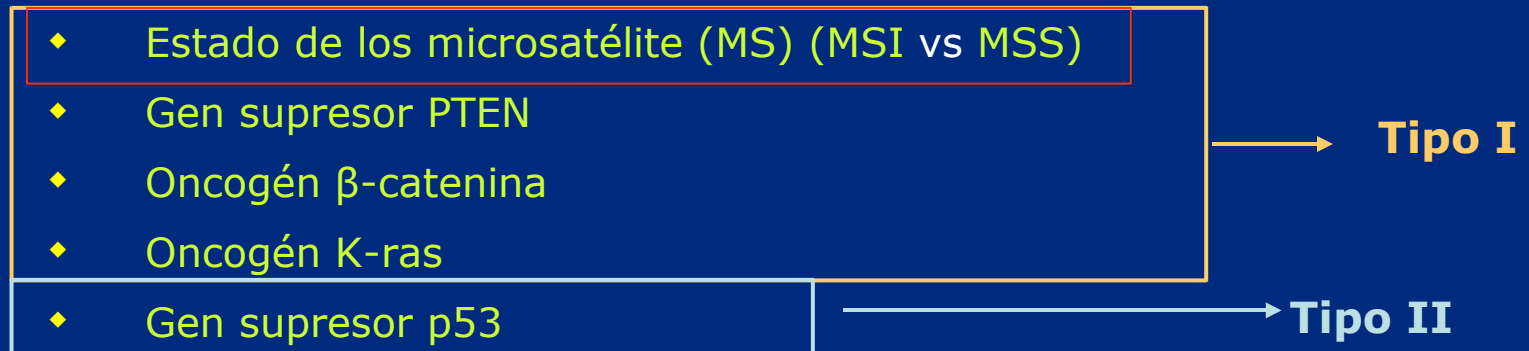 ◆ Estado de los microsatélite (MS) (MSI vs MSS)
◆ Gen supresor PTEN
Tipo I
◆ Oncogén β-catenina
◆ Oncogén K-ras
◆ Gen supresor p53
Tipo II